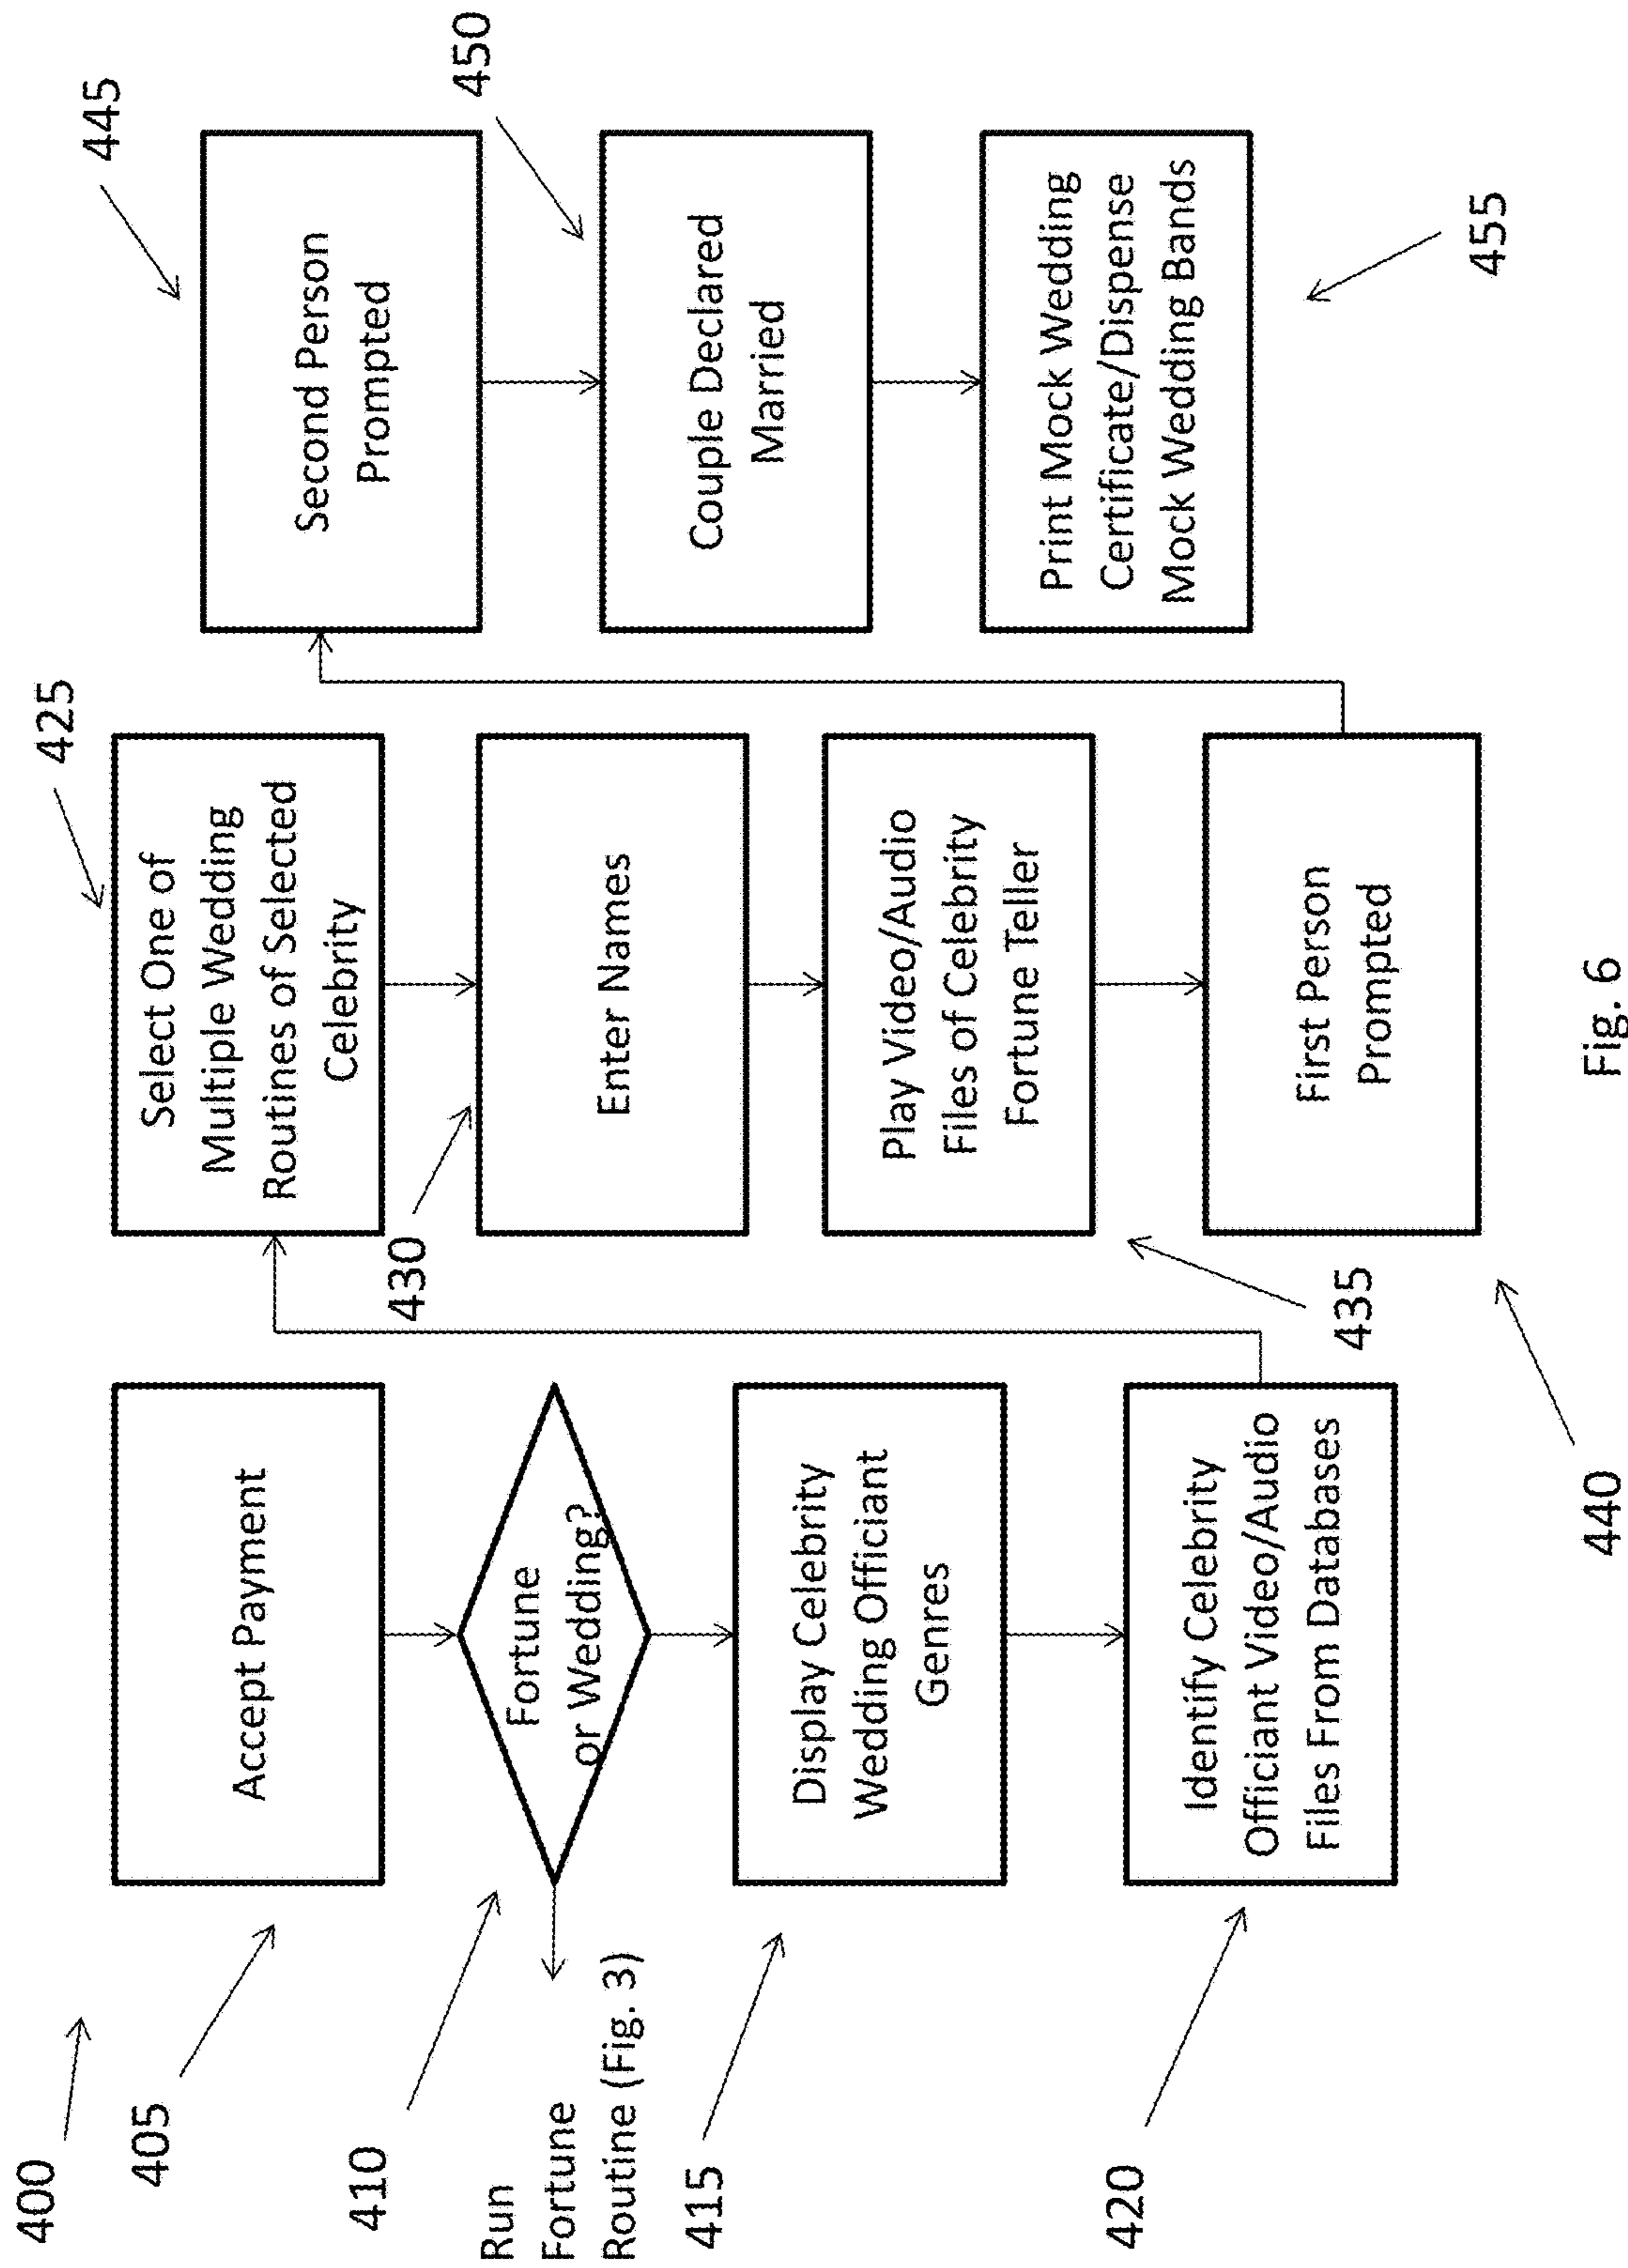 400
405
Accept Payment
410
Fortune
or Wedding?
Run
Fortune
Routine (Fig. 3)
415
Display Celebrity
Wedding Officiant
Genres
420
Identify Celebrity
Officiant Video/Audio
Files From Databases
425
Select One of
Multiple Wedding
Routines of Selected
Celebrity
430
Enter Names
435
Play Video/Audio
Files of Celebrity
Fortune Teller
440
First Person
Prompted
445
Second Person
Prompted
450
Couple Declared
Married
455
Print Mock Wedding
Certificate/Dispense
Mock Wedding Bands
Fig. 6